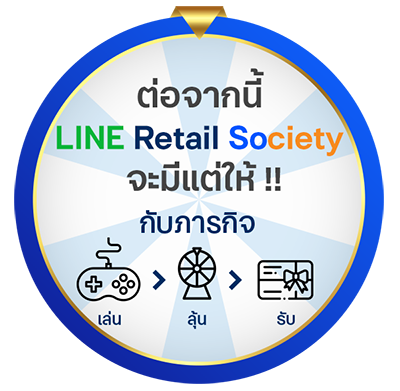 ต่อจากนี้
LINE Retail Society
จะมีแต่ให้ !!
กับภารกิจ
เล่น
ลุ้น
รับ